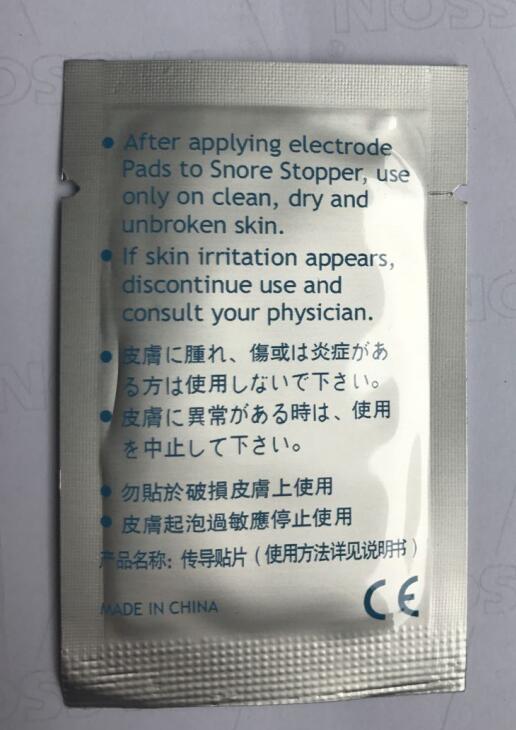 • After applying electrode
Pads to Snore Stopper, use
only on clean, dry and
unbroken skin.
• If skin irritation appears,
discontinue use and
consult your physician.
• 皮膚に腫れ、傷或は炎症があ
る方は使用しないで下さい。
• 皮膚に異常がある時は、使用
を中止して下さい。
• 勿貼於破損皮膚上使用
• 皮膚起泡過敏應停止使用
产品名称：传导贴片（使用方法详见说明书）
MADE IN CHINA
CE